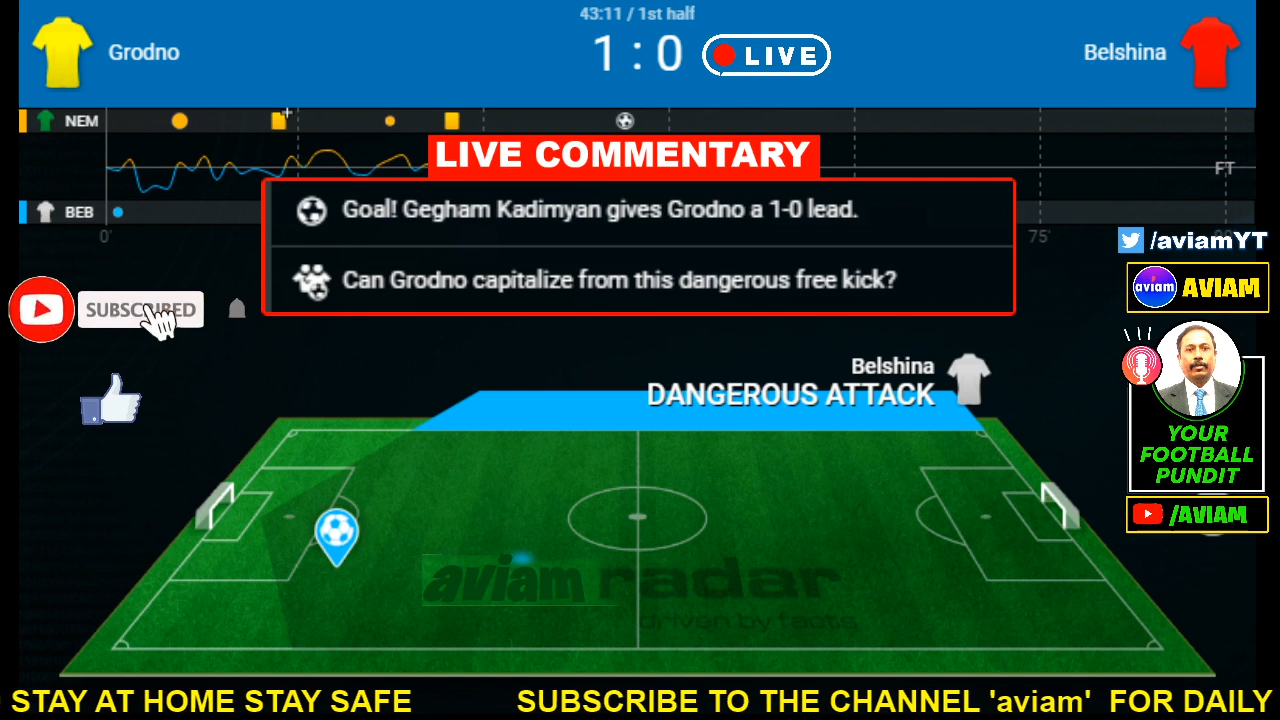 43:11 / 1st half
Grodno
1 : 0
LIVE
Belshina
NEM
LIVE COMMENTARY
FT
BEB
Goal! Gegham Kadimyan gives Grodno a 1-0 lead.
0'
75'
Can Grodno capitalize from this dangerous free kick?
/aviamYT
aviam
AVIAM
SUBSCRIBED
Belshina
DANGEROUS ATTACK
YOUR
FOOTBALL
PUNDIT
/AVIAM
aviam radar
driven by facts
STAY AT HOME STAY SAFE
SUBSCRIBE TO THE CHANNEL 'aviam' FOR DAILY